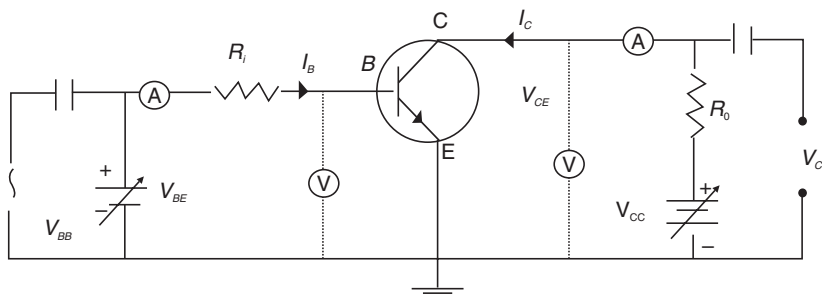 C
I_C
A
R_i
I_B
B
A
V_CE
R_0
+
E
V
V
V_C
+
V_BE
–
V_CC
+
V_BB
–